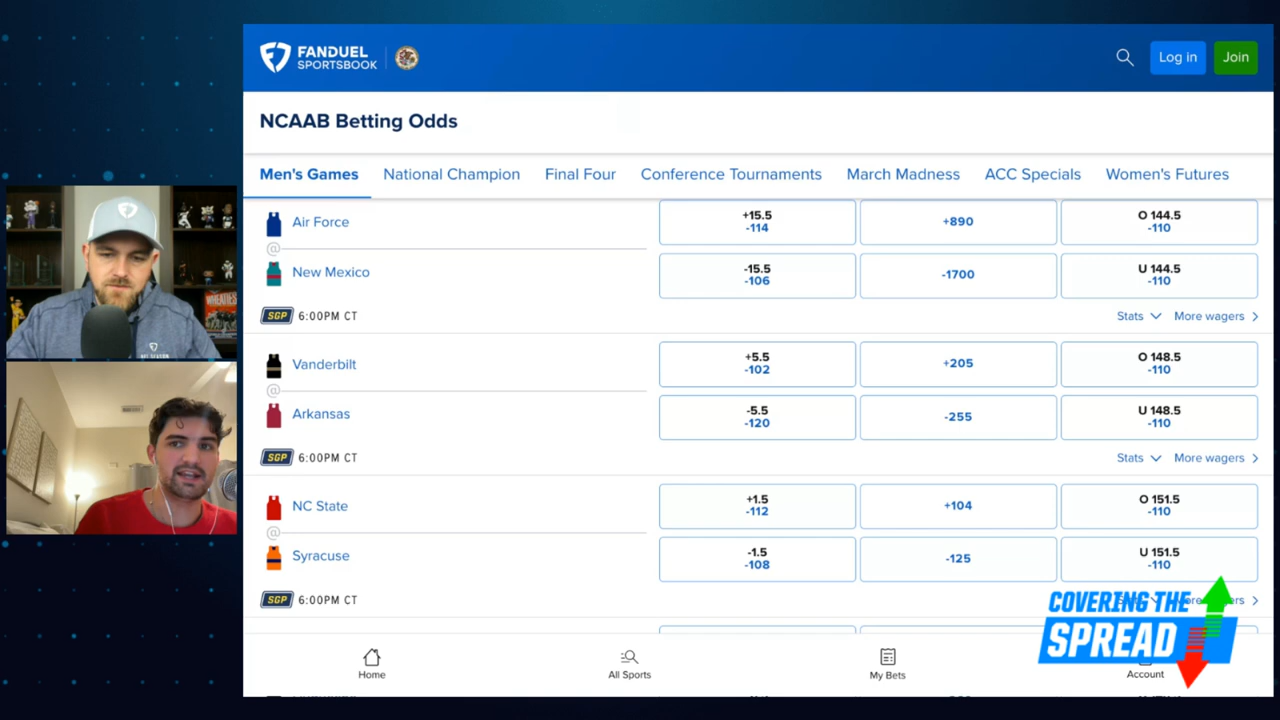 FANDUEL
SPORTSBOOK
Log in
Join
NCAAB Betting Odds
Men's Games
National Champion
Final Four
Conference Tournaments
March Madness
ACC Specials
Women's Futures
Air Force
+15.5
-114
+890
O 144.5
-110
@
New Mexico
-15.5
-106
-1700
U 144.5
-110
SGP 6:00PM CT
Stats
More wagers
Vanderbilt
+5.5
-102
+205
O 148.5
-110
@
Arkansas
-5.5
-120
-255
U 148.5
-110
SGP 6:00PM CT
Stats
More wagers
NC State
+1.5
-112
+104
O 151.5
-110
@
Syracuse
-1.5
-108
-125
U 151.5
-110
SGP 6:00PM CT
COVERING THE
SPREAD
Home
All Sports
My Bets
Account
WHEATIES